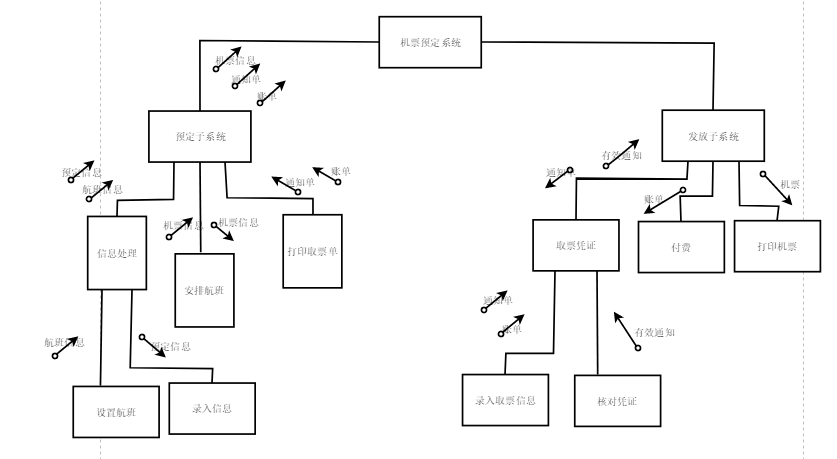 机票预定系统
机票信息
通知单
账单
预定子系统
发放子系统
有效通知
通知单
账单
机票
预定信息
航班信息
通知单
账单
机票信息
机票信息
信息处理
安排航班
打印取票单
取票凭证
付费
打印机票
航班信息
预定信息
通知单
账单
有效通知
设置航班
录入信息
录入取票信息
核对凭证